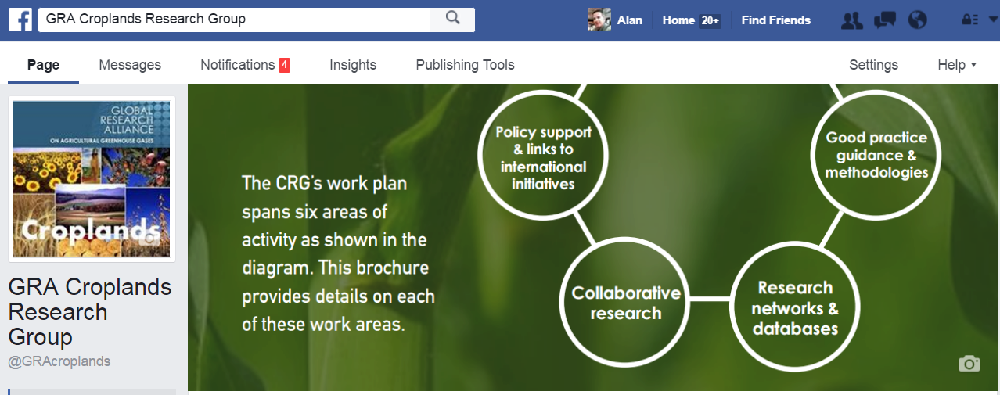 GRA Croplands Research Group
Alan
Home 20+
Find Friends
Page
Messages
Notifications 4
Insights
Publishing Tools
Settings
Help
GLOBAL
RESEARCH
ALLIANCE
ON AGRICULTURAL GREENHOUSE GASES
Croplands
GRA Croplands
Research
Group
@GRAcroplands
The CRG's work plan
spans six areas of
activity as shown in the
diagram. This brochure
provides details on each
of these work areas.
Policy support
& links to
international
initiatives
Good practice
guidance &
methodologies
Collaborative
research
Research
networks &
databases